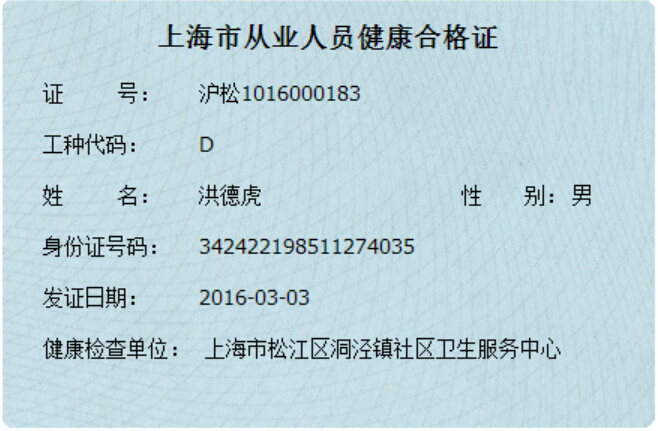 上海市从业人员健康合格证
证 号： 沪松1016000183
工种代码： D
姓 名： 洪德虎 性 别：男
身份证号码： 342422198511274035
发证日期： 2016-03-03
健康检查单位： 上海市松江区洞泾镇社区卫生服务中心